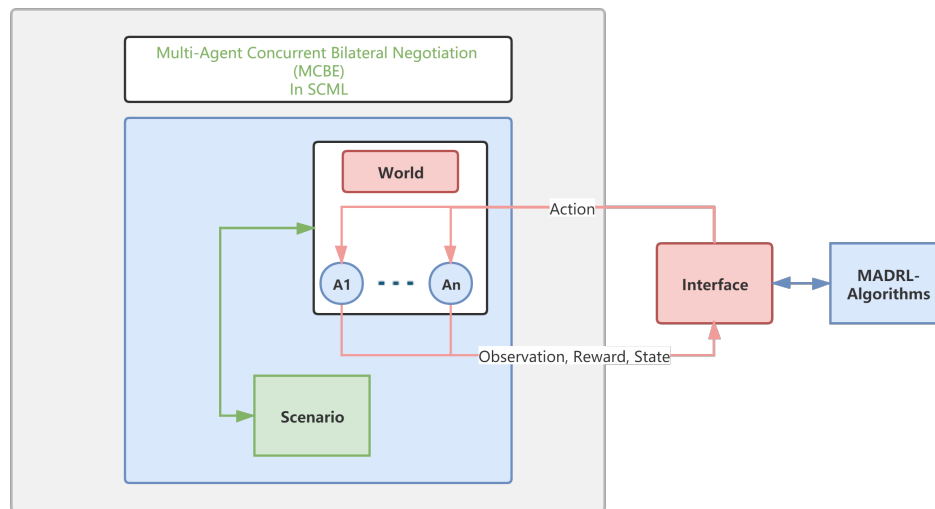 Multi-Agent Concurrent Bilateral Negotiation
(MCBE)
In SCML
World
Action
A1
An
Interface
MADRL-
Algorithms
Observation, Reward, State
Scenario